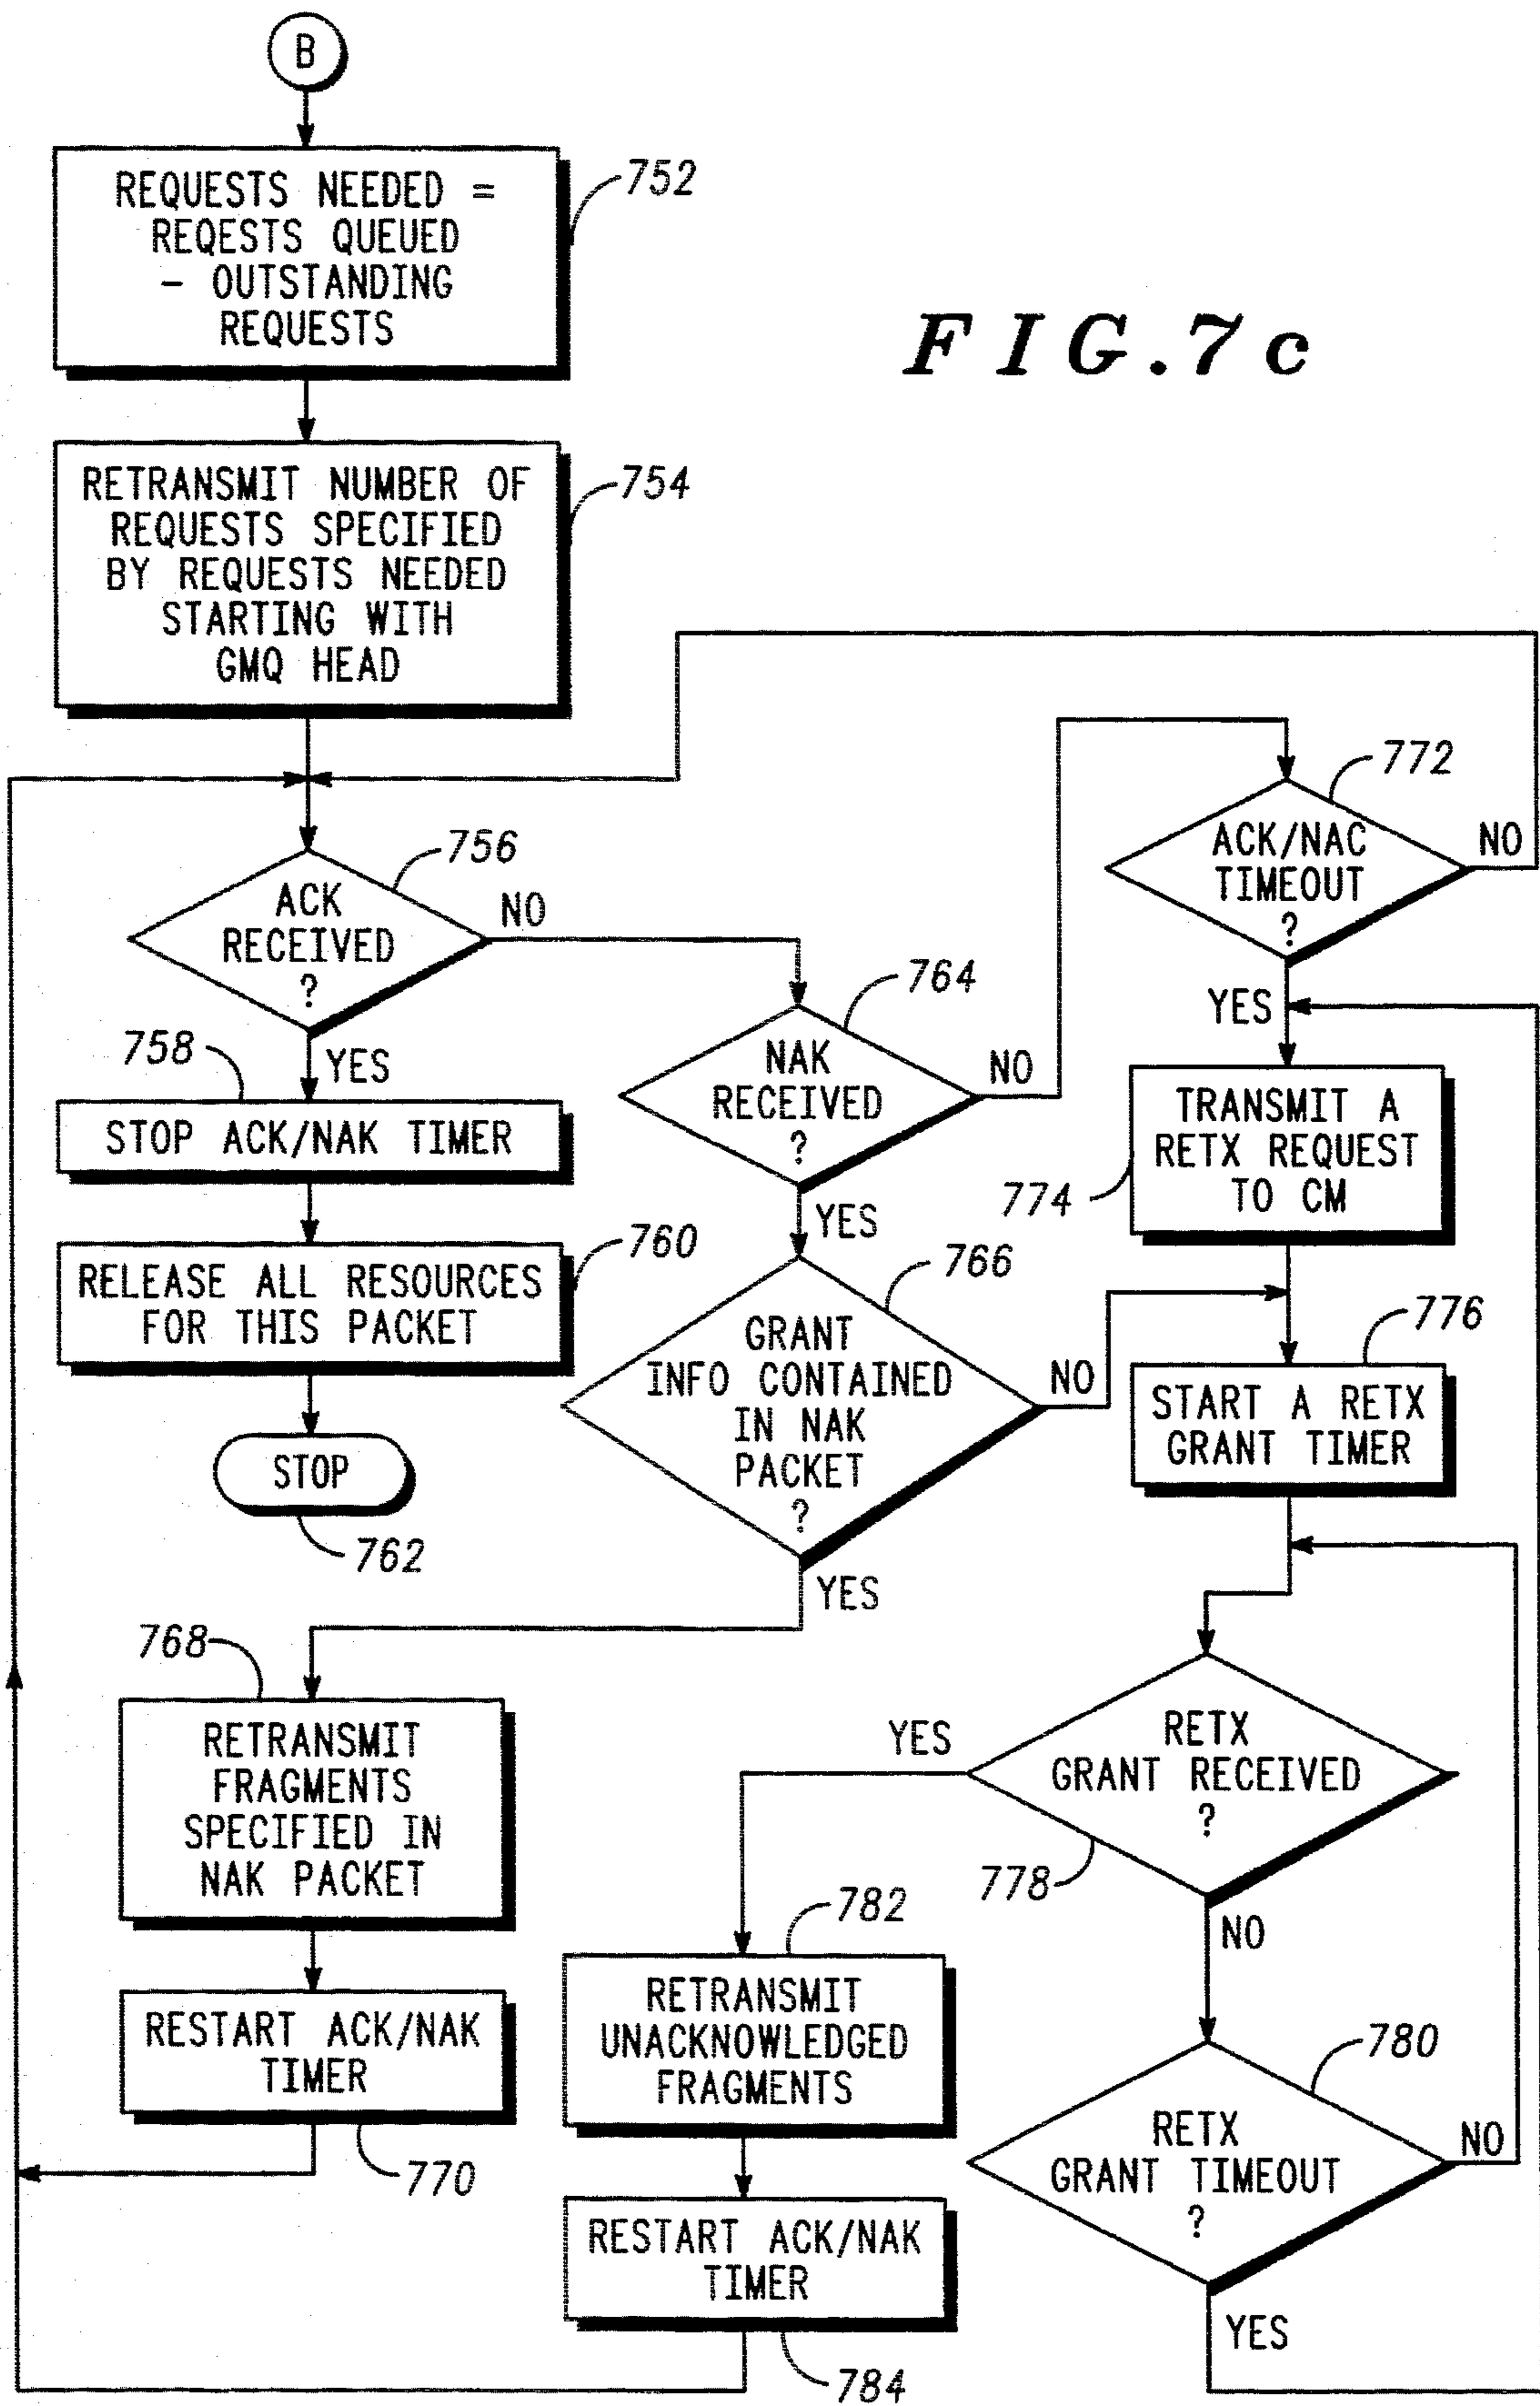 B
REQUESTS NEEDED =
REQESTS QUEUED
- OUTSTANDING
REQUESTS
752
FIG.7c
RETRANSMIT NUMBER OF
REQUESTS SPECIFIED
BY REQUESTS NEEDED
STARTING WITH
GMQ HEAD
754
ACK
RECEIVED
?
756
NO
YES
758
STOP ACK/NAK TIMER
RELEASE ALL RESOURCES
FOR THIS PACKET
760
STOP
762
NAK
RECEIVED
?
764
NO
YES
GRANT
INFO CONTAINED
IN NAK
PACKET
?
766
NO
YES
768
RETRANSMIT
FRAGMENTS
SPECIFIED IN
NAK PACKET
RESTART ACK/NAK
TIMER
770
ACK/NAC
TIMEOUT
?
772
NO
YES
TRANSMIT A
RETX REQUEST
TO CM
774
776
START A RETX
GRANT TIMER
RETX
GRANT RECEIVED
?
778
YES
NO
RETX
GRANT TIMEOUT
?
780
NO
YES
782
RETRANSMIT
UNACKNOWLEDGED
FRAGMENTS
RESTART ACK/NAK
TIMER
784